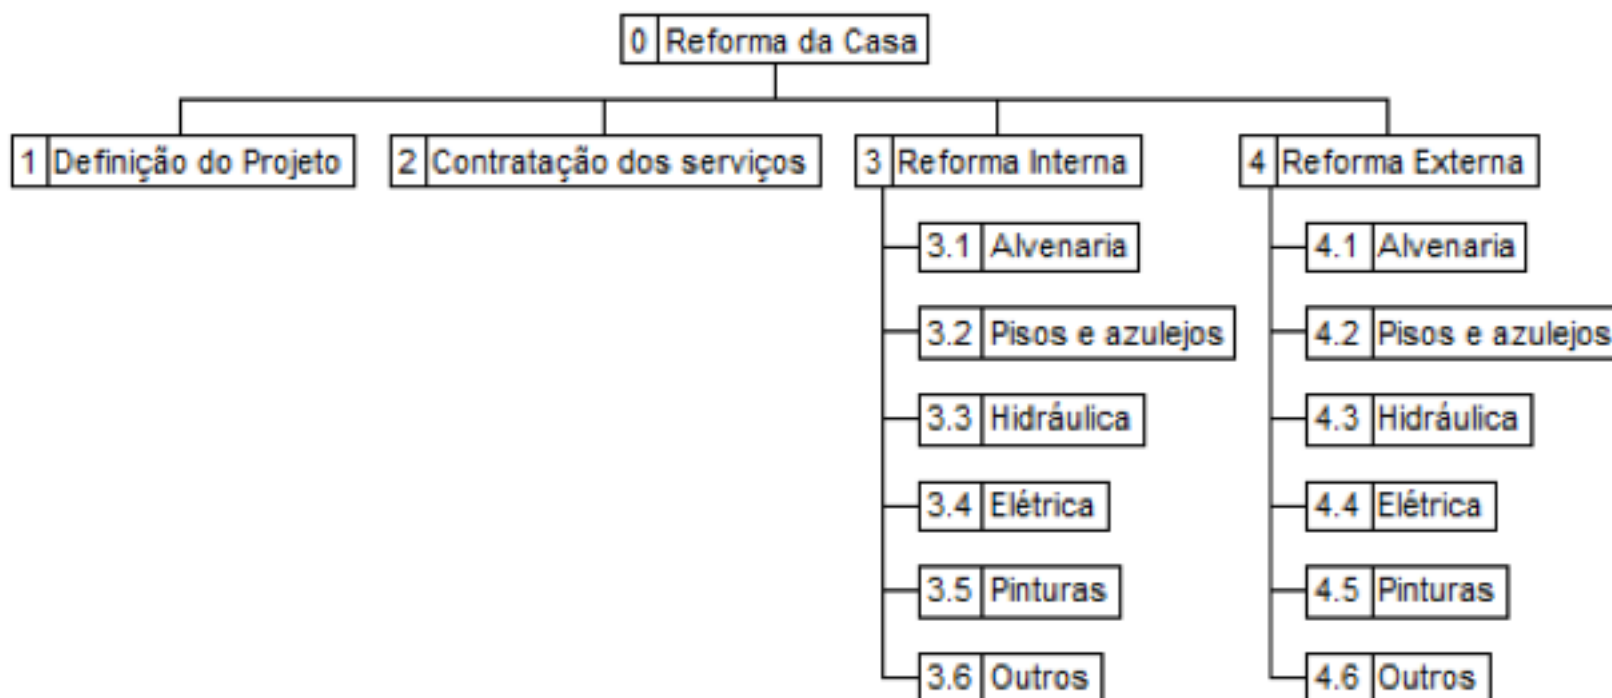 0 Reforma da Casa
1 Definição do Projeto
2 Contratação dos serviços
3 Reforma Interna
3.1 Alvenaria
3.2 Pisos e azulejos
3.3 Hidráulica
3.4 Elétrica
3.5 Pinturas
3.6 Outros
4 Reforma Externa
4.1 Alvenaria
4.2 Pisos e azulejos
4.3 Hidráulica
4.4 Elétrica
4.5 Pinturas
4.6 Outros